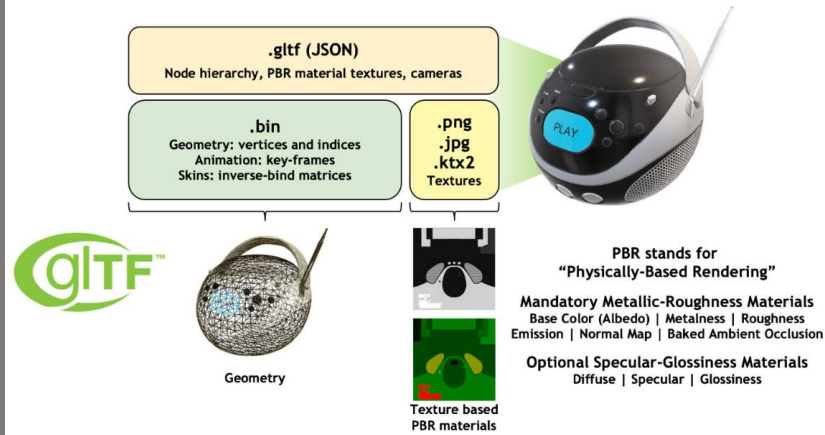 .gltf (JSON)
Node hierarchy, PBR material textures, cameras
.bin
Geometry: vertices and indices
Animation: key-frames
Skins: inverse-bind matrices
.png
.jpg
.ktx2
Textures
PLAY
glTF™
Geometry
Texture based
PBR materials
PBR stands for
“Physically-Based Rendering”
Mandatory Metallic-Roughness Materials
Base Color (Albedo) | Metalness | Roughness
Emission | Normal Map | Baked Ambient Occlusion
Optional Specular-Glossiness Materials
Diffuse | Specular | Glossiness